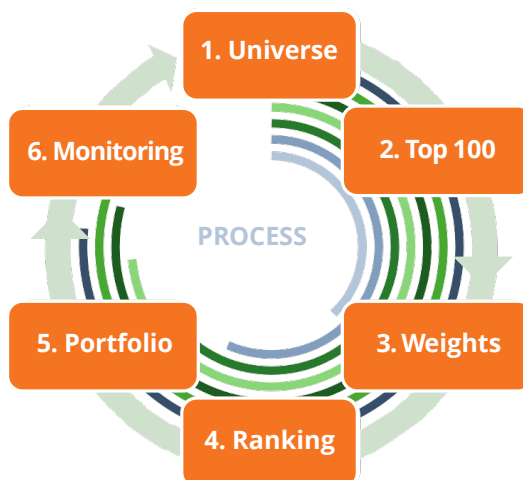 1. Universe
2. Top 100
3. Weights
4. Ranking
5. Portfolio
6. Monitoring
PROCESS